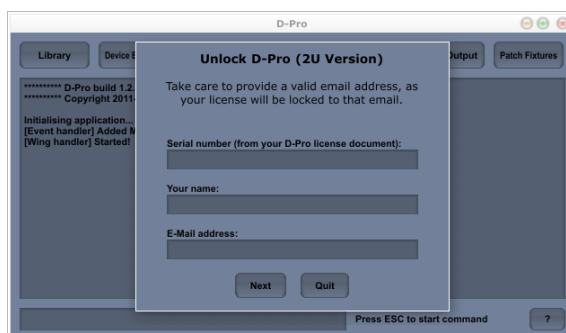 D-Pro
Library
Device
Output
Patch Fixtures
********** D-Pro build 1.2.
********** Copyright 2011-
Initialising application...
[Event handler] Added
[Wing handler] Started!
Unlock D-Pro (2U Version)
Take care to provide a valid email address, as
your license will be locked to that email.
Serial number (from your D-Pro license document):
Your name:
E-Mail address:
Next
Quit
Press ESC to start command
?